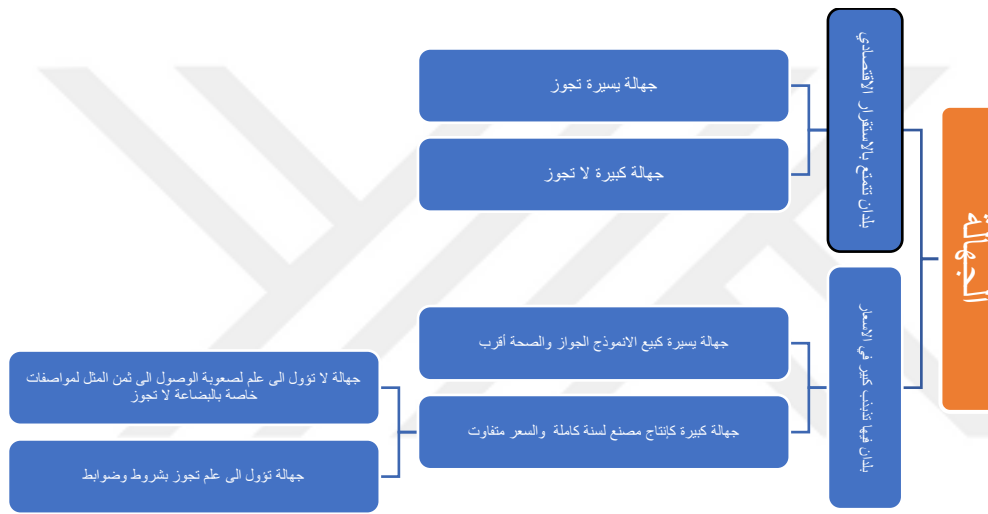 الجهالة
بلدان تتمتع بالاستقرار الاقتصادي
جهالة يسيرة تجوز
جهالة كبيرة لا تجوز
بلدان فيها تذبذب كبير في الاسعار
جهالة يسيرة كبيع الانموذج الجواز والصحة أقرب
جهالة كبيرة كإنتاج مصنع لسنة كاملة والسعر متفاوت
جهالة لا تؤول الى علم لصعوبة الوصول الى ثمن المثل لمواصفات
خاصة بالبضاعة لا تجوز
جهالة تؤول الى علم تجوز بشروط وضوابط